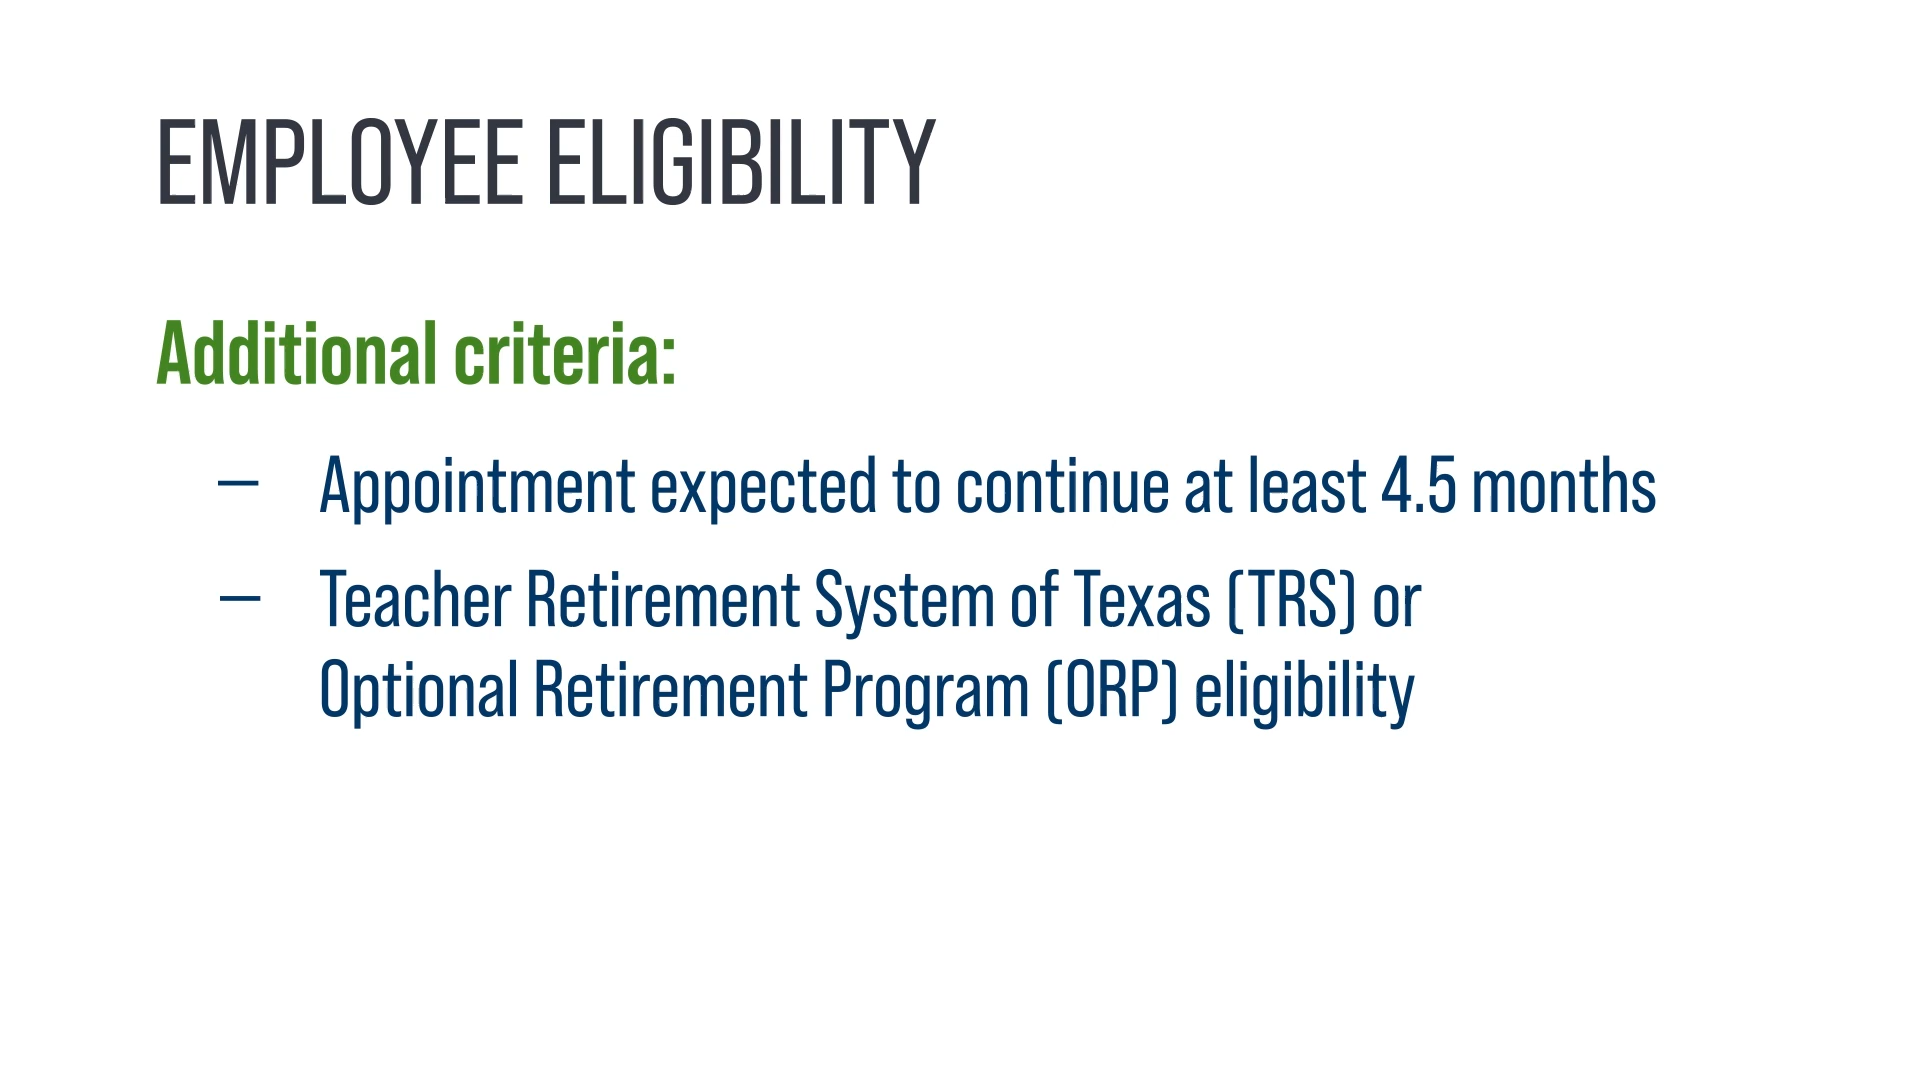 EMPLOYEE ELIGIBILITY
Additional criteria:
– Appointment expected to continue at least 4.5 months
– Teacher Retirement System of Texas (TRS) or
Optional Retirement Program (ORP) eligibility